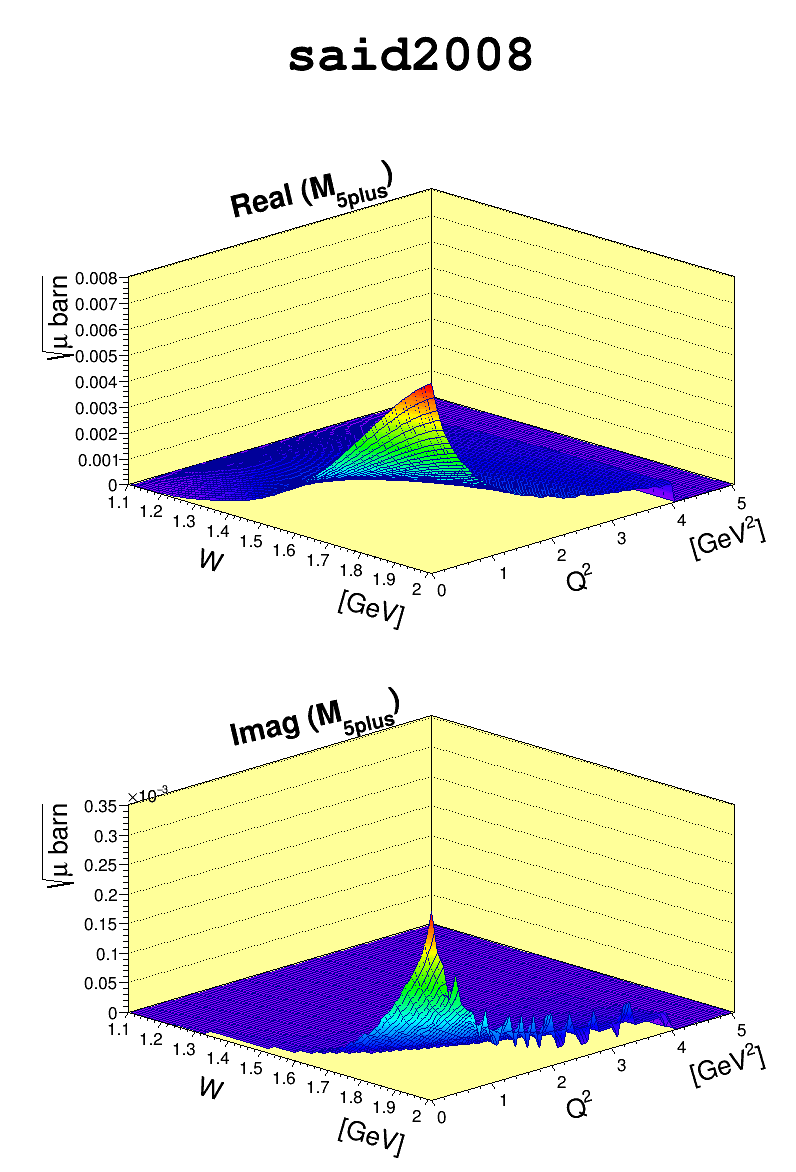 said2008
Real (M5plus)
√μ barn
0.008
0.007
0.006
0.005
0.004
0.003
0.002
0.001
0
1.1 1.2 1.3 1.4 1.5 1.6 1.7 1.8 1.9 2
W
[GeV]
0 1 2 3 4 5
Q²
[GeV²]
Imag (M5plus)
×10⁻³
√μ barn
0.35
0.3
0.25
0.2
0.15
0.1
0.05
0
1.1 1.2 1.3 1.4 1.5 1.6 1.7 1.8 1.9 2
W
[GeV]
0 1 2 3 4 5
Q²
[GeV²]